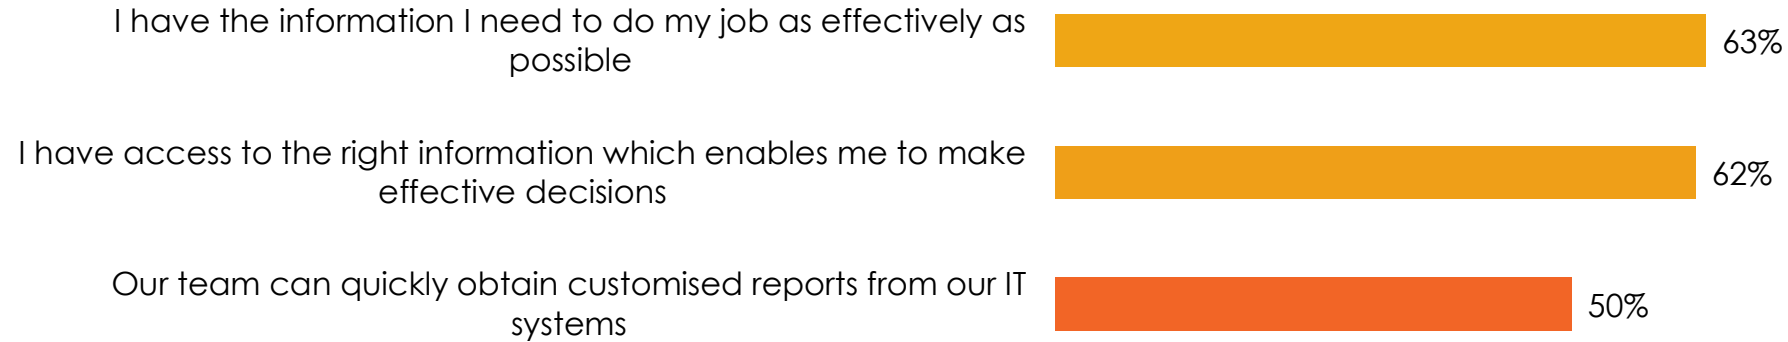 I have the information I need to do my job as effectively as
possible
63%
I have access to the right information which enables me to make
effective decisions
62%
Our team can quickly obtain customised reports from our IT
systems
50%